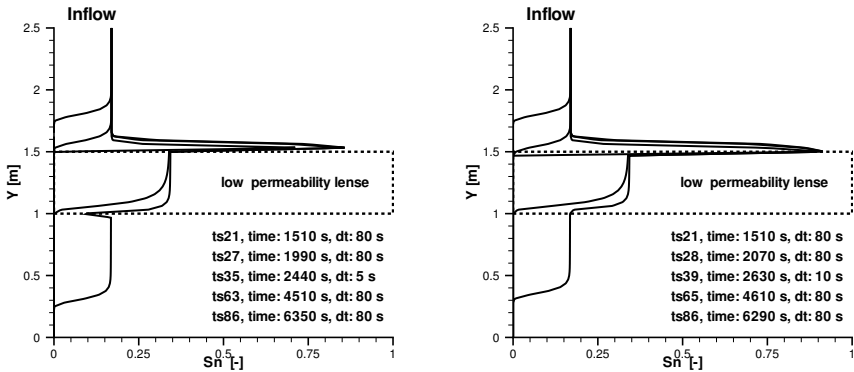 Inflow
2.5
2
1.5
1
0.5
0
Y [m]
low permeability lense
ts21, time: 1510 s, dt: 80 s
ts27, time: 1990 s, dt: 80 s
ts35, time: 2440 s, dt: 5 s
ts63, time: 4510 s, dt: 80 s
ts86, time: 6350 s, dt: 80 s
0 0.25 0.5 0.75 1
Sn [-]
Inflow
2.5
2
1.5
1
0.5
0
Y [m]
low permeability lense
ts21, time: 1510 s, dt: 80 s
ts28, time: 2070 s, dt: 80 s
ts39, time: 2630 s, dt: 10 s
ts65, time: 4610 s, dt: 80 s
ts86, time: 6290 s, dt: 80 s
0 0.25 0.5 0.75 1
Sn [-]